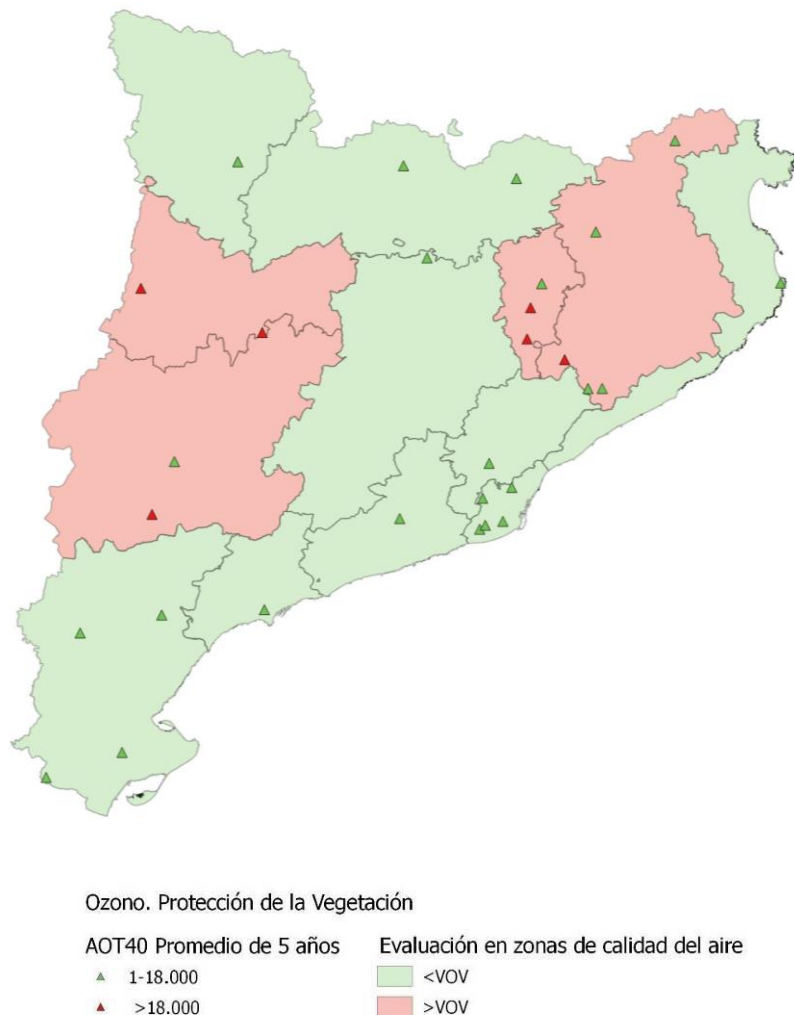 Ozono. Protección de la Vegetación
AOT40 Promedio de 5 años Evaluación en zonas de calidad del aire
1-18.000 <VOV
>18.000 >VOV